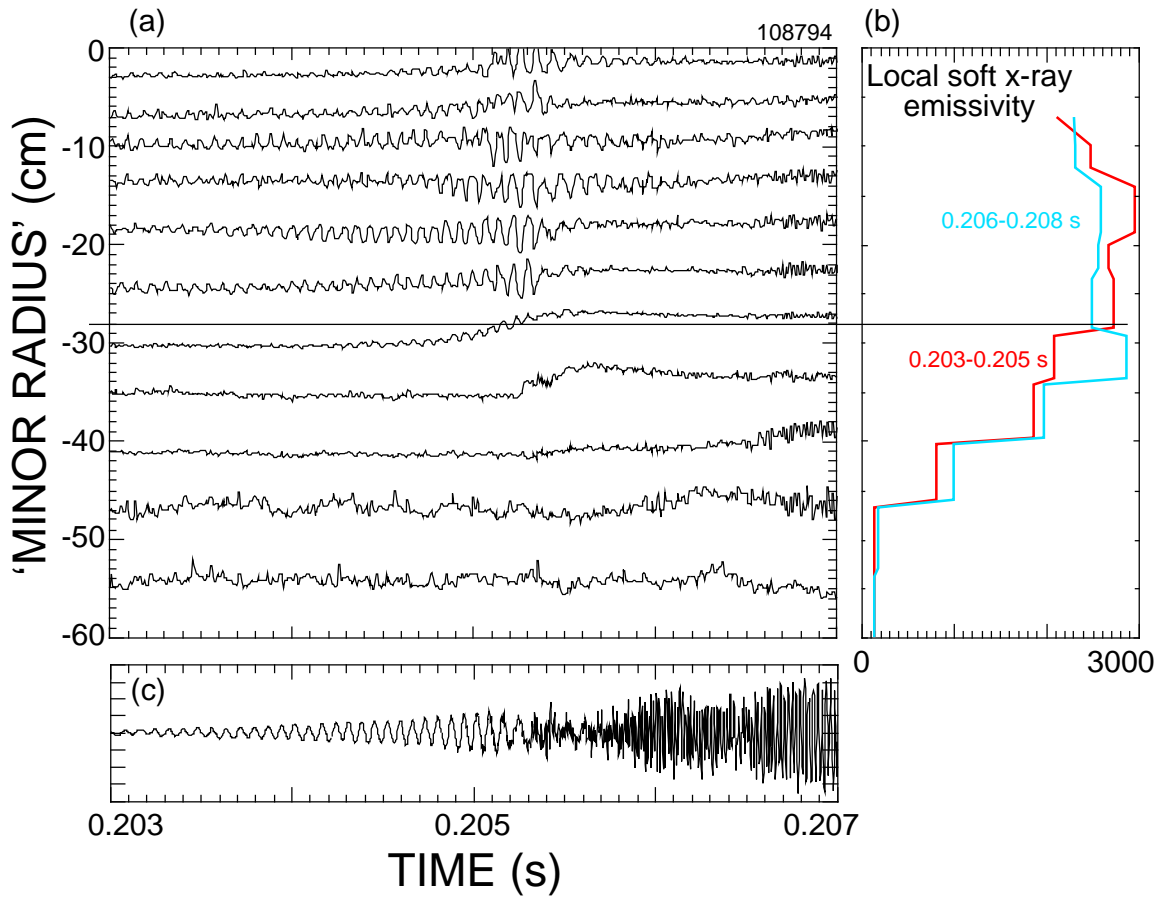 (a)
108794
(b)
0
-10
-20
-30
-40
-50
-60
'MINOR RADIUS' (cm)
Local soft x-ray
emissivity
0.206-0.208 s
0.203-0.205 s
0
3000
(c)
0.203
0.205
0.207
TIME (s)